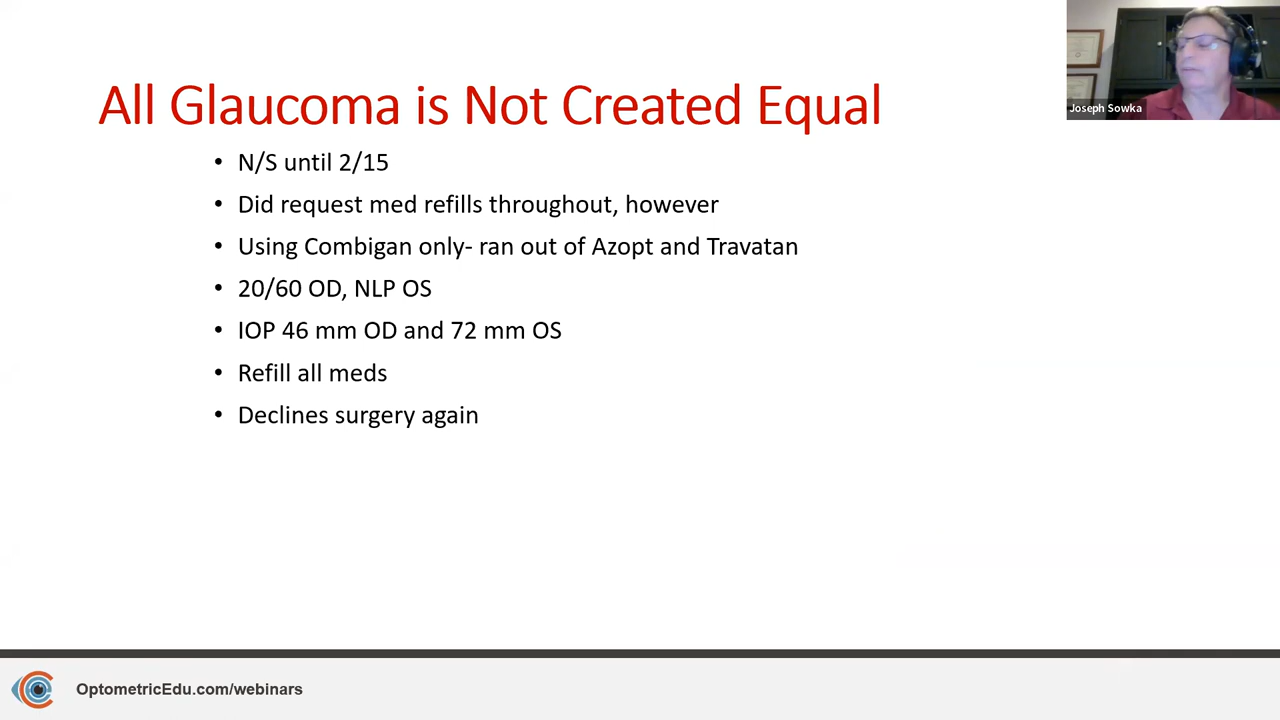 Joseph Sowka
All Glaucoma is Not Created Equal
• N/S until 2/15
• Did request med refills throughout, however
• Using Combigan only- ran out of Azopt and Travatan
• 20/60 OD, NLP OS
• IOP 46 mm OD and 72 mm OS
• Refill all meds
• Declines surgery again
OptometricEdu.com/webinars